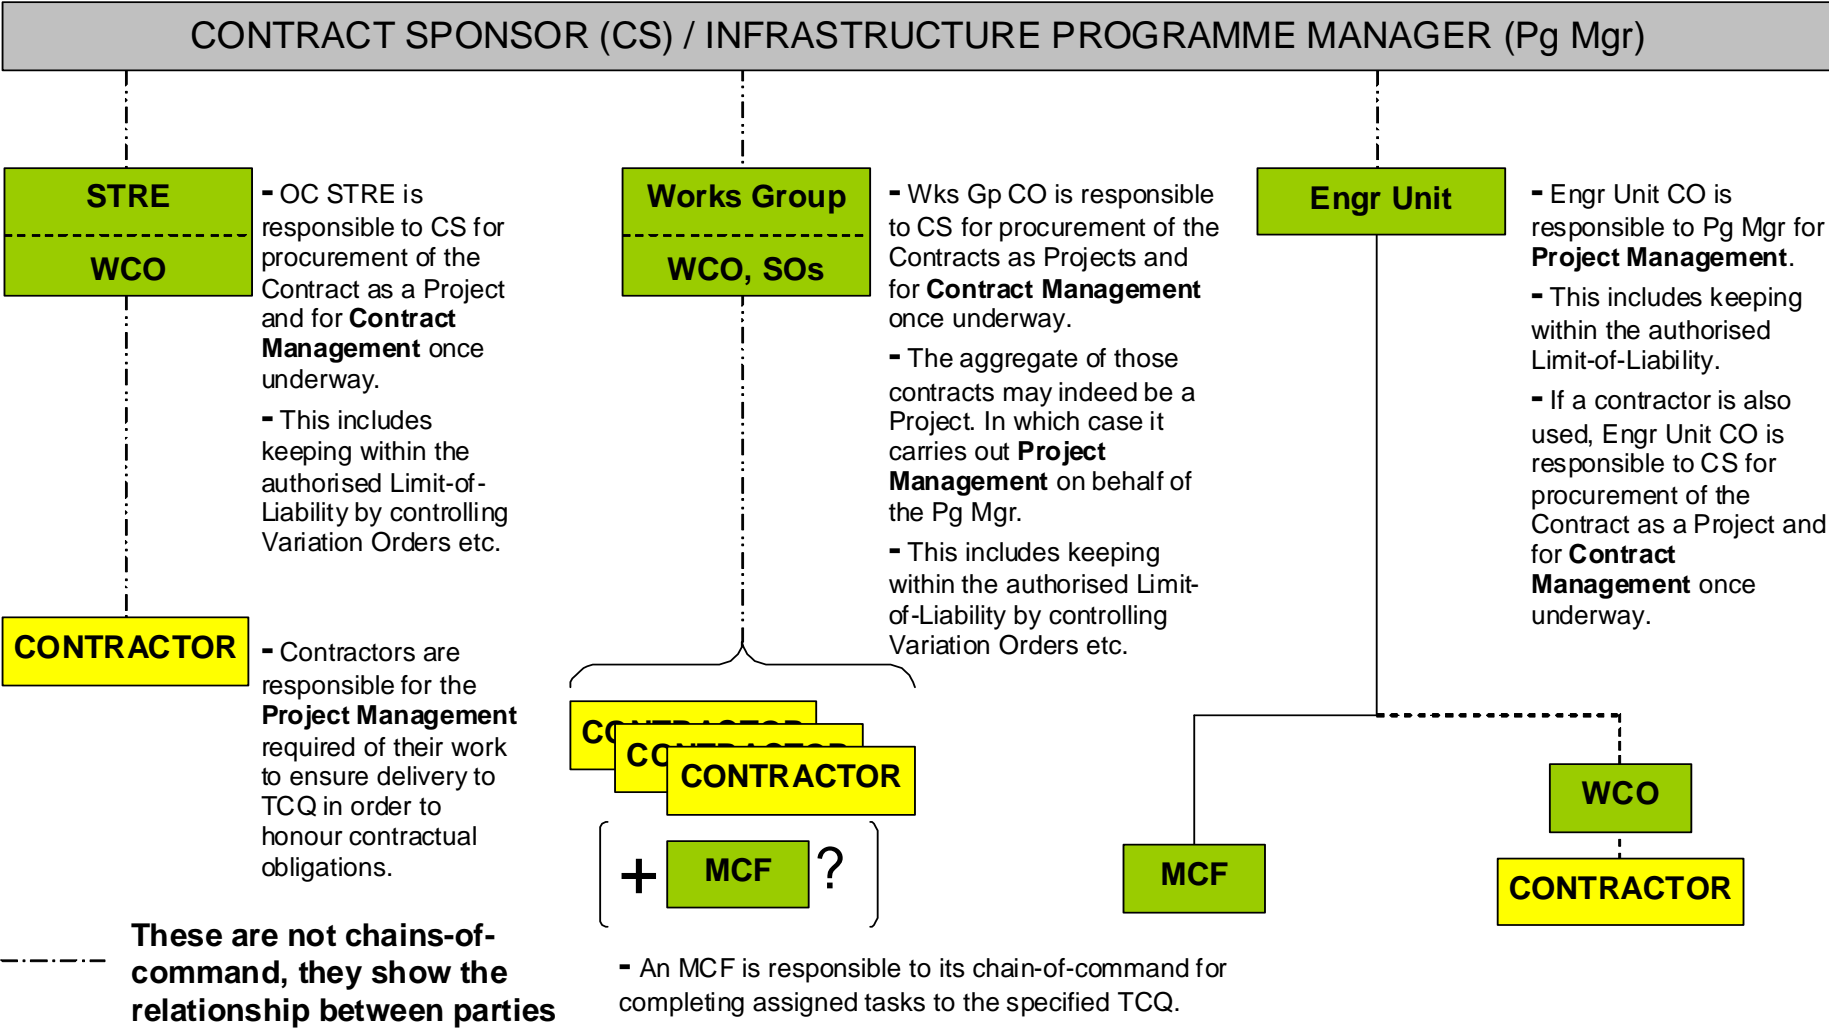 CONTRACT SPONSOR (CS) / INFRASTRUCTURE PROGRAMME MANAGER (Pg Mgr)
STRE
WCO
- OC STRE is
responsible to CS for
procurement of the
Contract as a Project
and for Contract
Management once
underway.
- This includes
keeping within the
authorised Limit-of-
Liability by controlling
Variation Orders etc.
CONTRACTOR
- Contractors are
responsible for the
Project Management
required of their work
to ensure delivery to
TCQ in order to
honour contractual
obligations.
Works Group
WCO, SOs
- Wks Gp CO is responsible
to CS for procurement of the
Contracts as Projects and
for Contract Management
once underway.
- The aggregate of those
contracts may indeed be a
Project. In which case it
carries out Project
Management on behalf of
the Pg Mgr.
- This includes keeping
within the authorised Limit-
of-Liability by controlling
Variation Orders etc.
CONTRACTOR
CONTRACTOR
CONTRACTOR
+ MCF ?
- An MCF is responsible to its chain-of-command for
completing assigned tasks to the specified TCQ.
Engr Unit
- Engr Unit CO is
responsible to Pg Mgr for
Project Management.
- This includes keeping
within the authorised
Limit-of-Liability.
- If a contractor is also
used, Engr Unit CO is
responsible to CS for
procurement of the
Contract as a Project and
for Contract
Management once
underway.
MCF
WCO
CONTRACTOR
These are not chains-of-
command, they show the
relationship between parties